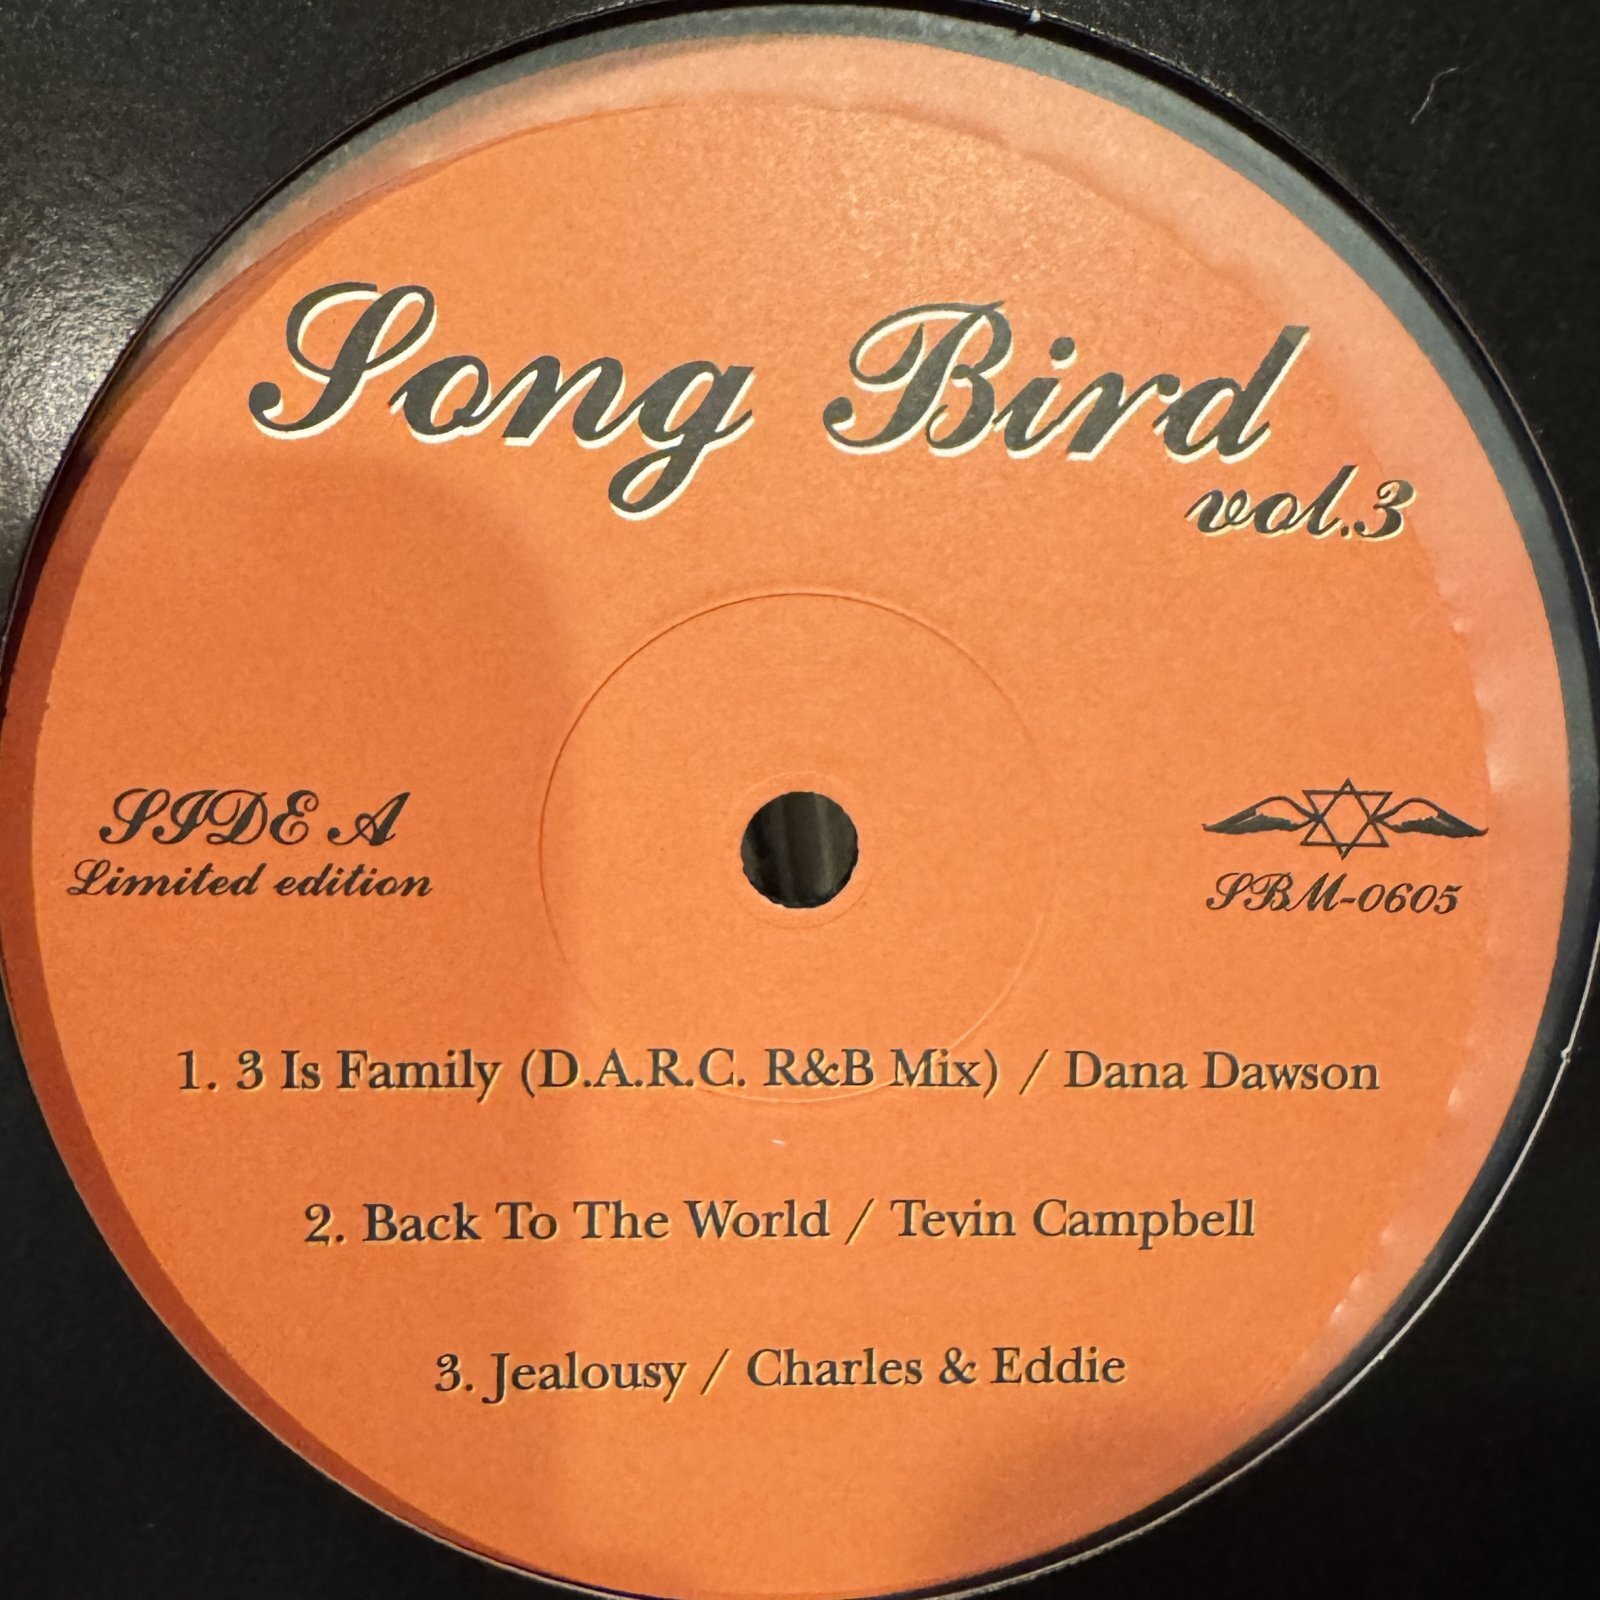 Song Bird
vol.3
SIDE A
Limited edition
SBM-0605
1. 3 Is Family (D.A.R.C. R&B Mix) / Dana Dawson
2. Back To The World / Tevin Campbell
3. Jealousy / Charles & Eddie